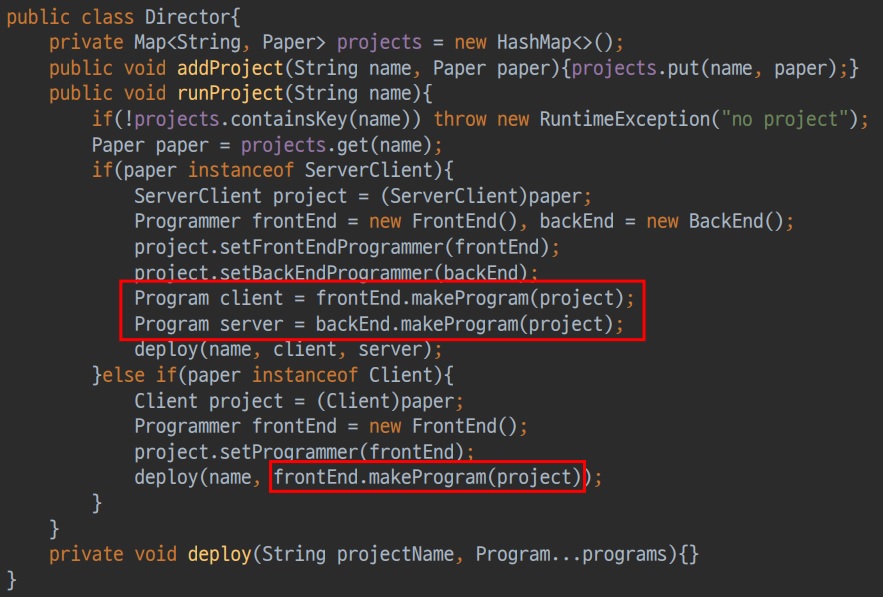 public class Director{
    private Map<String, Paper> projects = new HashMap<>();
    public void addProject(String name, Paper paper){projects.put(name, paper);}
    public void runProject(String name){
        if(!projects.containsKey(name)) throw new RuntimeException("no project");
        Paper paper = projects.get(name);
        if(paper instanceof ServerClient){
            ServerClient project = (ServerClient)paper;
            Programmer frontEnd = new FrontEnd(), backEnd = new BackEnd();
            project.setFrontEndProgrammer(frontEnd);
            project.setBackEndProgrammer(backEnd);
            Program client = frontEnd.makeProgram(project);
            Program server = backEnd.makeProgram(project);
            deploy(name, client, server);
        }else if(paper instanceof Client){
            Client project = (Client)paper;
            Programmer frontEnd = new FrontEnd();
            project.setProgrammer(frontEnd);
            deploy(name, frontEnd.makeProgram(project));
        }
    }
    private void deploy(String projectName, Program...programs){}
}